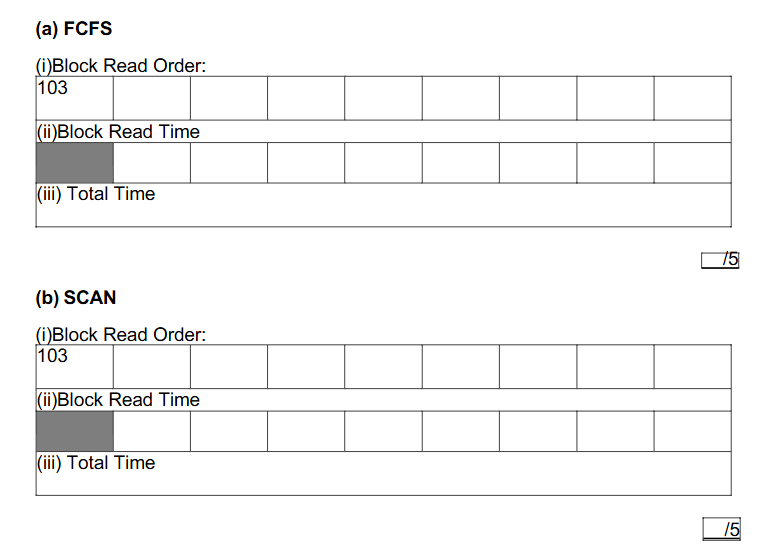 (a) FCFS
(i)Block Read Order:
103
(ii)Block Read Time
(iii) Total Time
/5
(b) SCAN
(i)Block Read Order:
103
(ii)Block Read Time
(iii) Total Time
/5